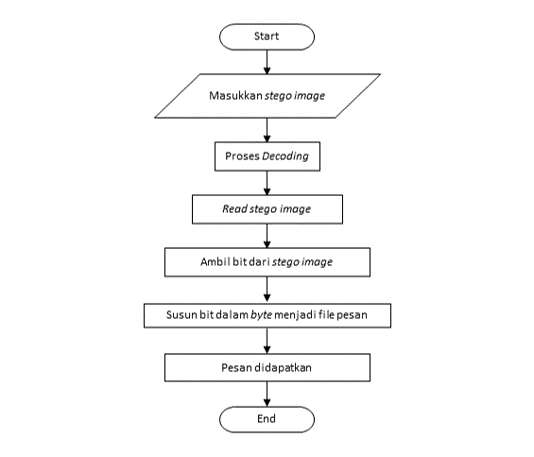 Start
Masukkan stego image
Proses Decoding
Read stego image
Ambil bit dari stego image
Susun bit dalam byte menjadi file pesan
Pesan didapatkan
End